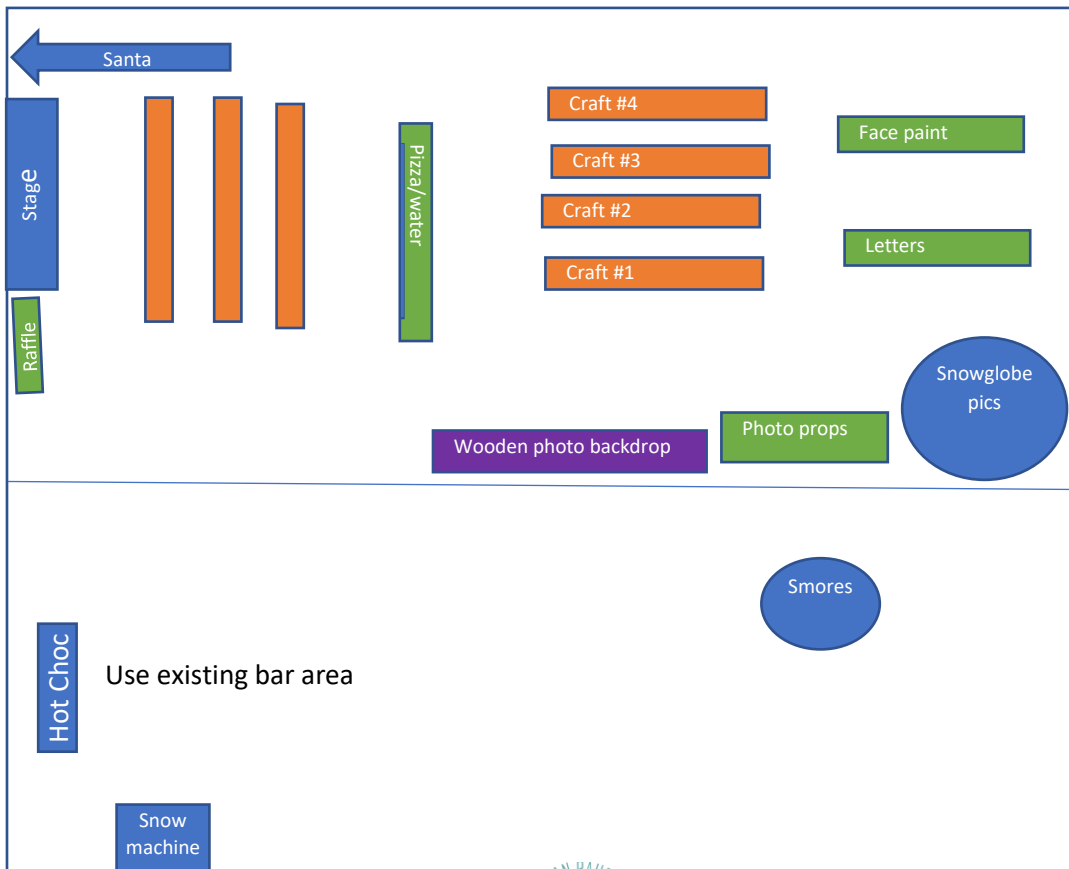 Santa
Stage
Raffle
Pizza/water
Craft #4
Craft #3
Craft #2
Craft #1
Face paint
Letters
Snowglobe
pics
Photo props
Wooden photo backdrop
Smores
Hot Choc
Use existing bar area
Snow
machine